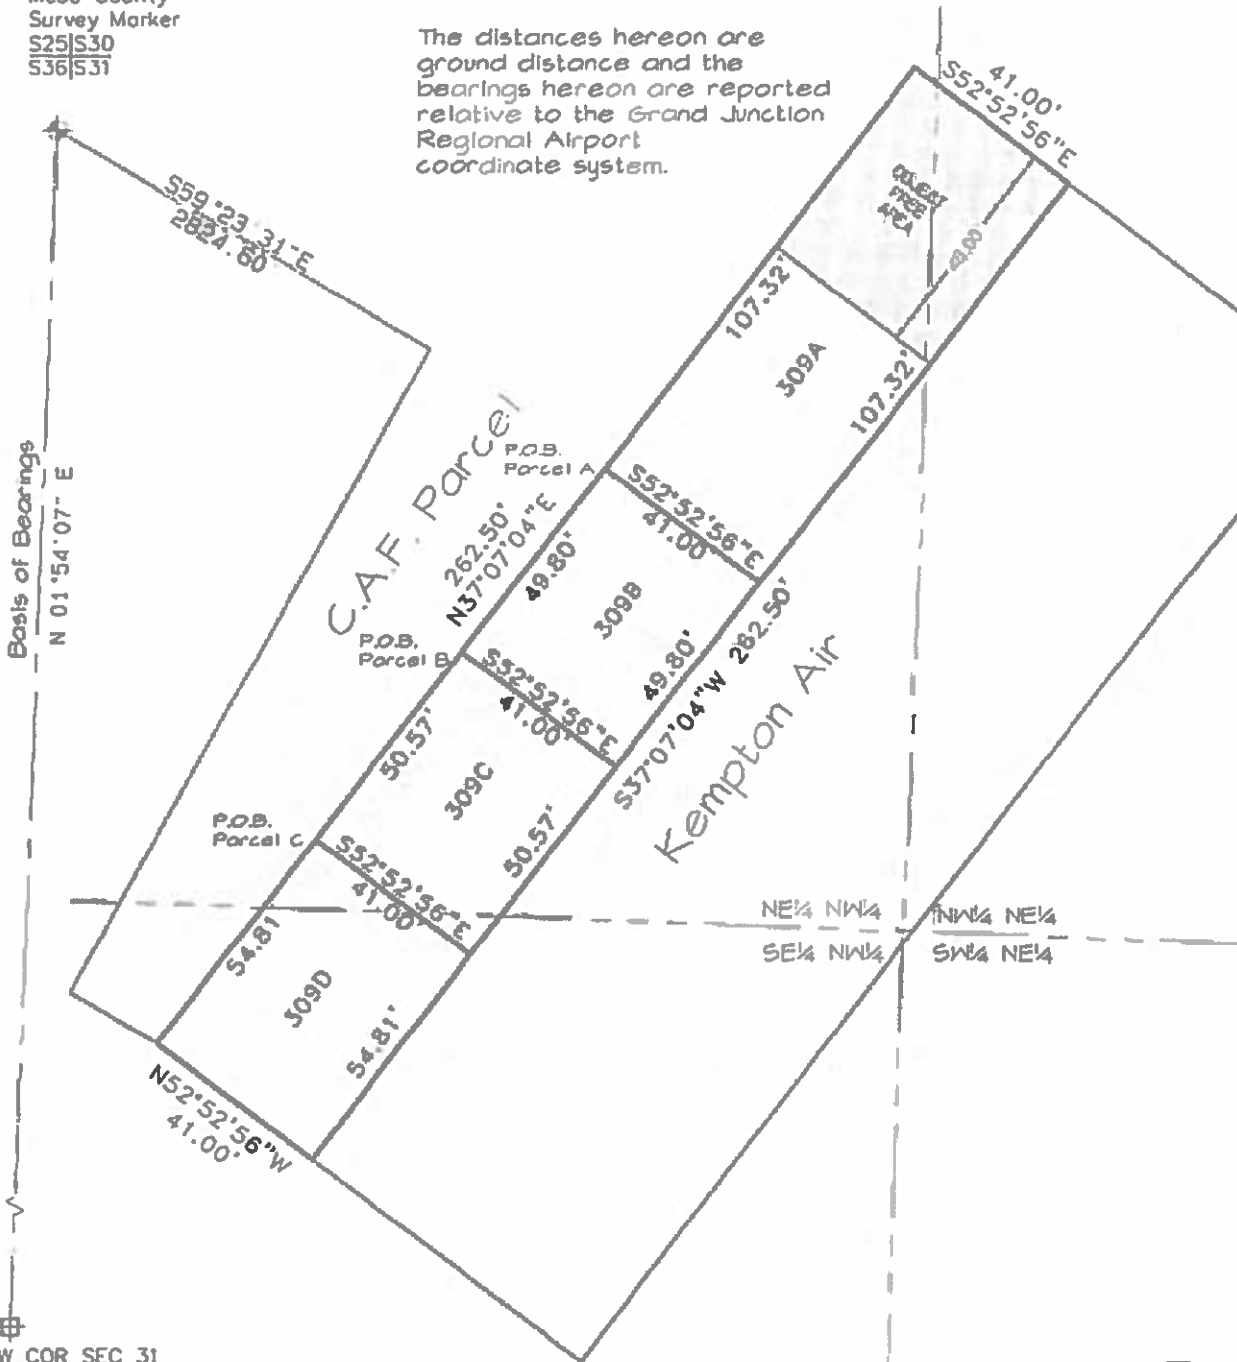 Survey Marker
S25|S30
S36|S31
The distances hereon are
ground distance and the
bearings hereon are reported
relative to the Grand Junction
Regional Airport
coordinate system.
41.00'
S52°52'56"E
S59°23'31"E
2824.60
48.00
107.32'
309A
107.32'
Basis of Bearings
N 01°54'07" E
C.A.F. Parcel
P.O.B.
Parcel A
S52°52'56"E
41.00'
262.50'
N37°07'04"E
49.80'
309B
49.80'
P.O.B.
Parcel B
S52°52'56"E
41.00'
S37°07'04"W 262.50'
Kempton Air
50.57'
309C
50.57'
P.O.B.
Parcel C
S52°52'56"E
41.00'
NE¼ NW¼
NW¼ NE¼
SE¼ NW¼
SW¼ NE¼
54.81
309D
54.81'
N52°52'56"W
41.00'
W COR SEC 31